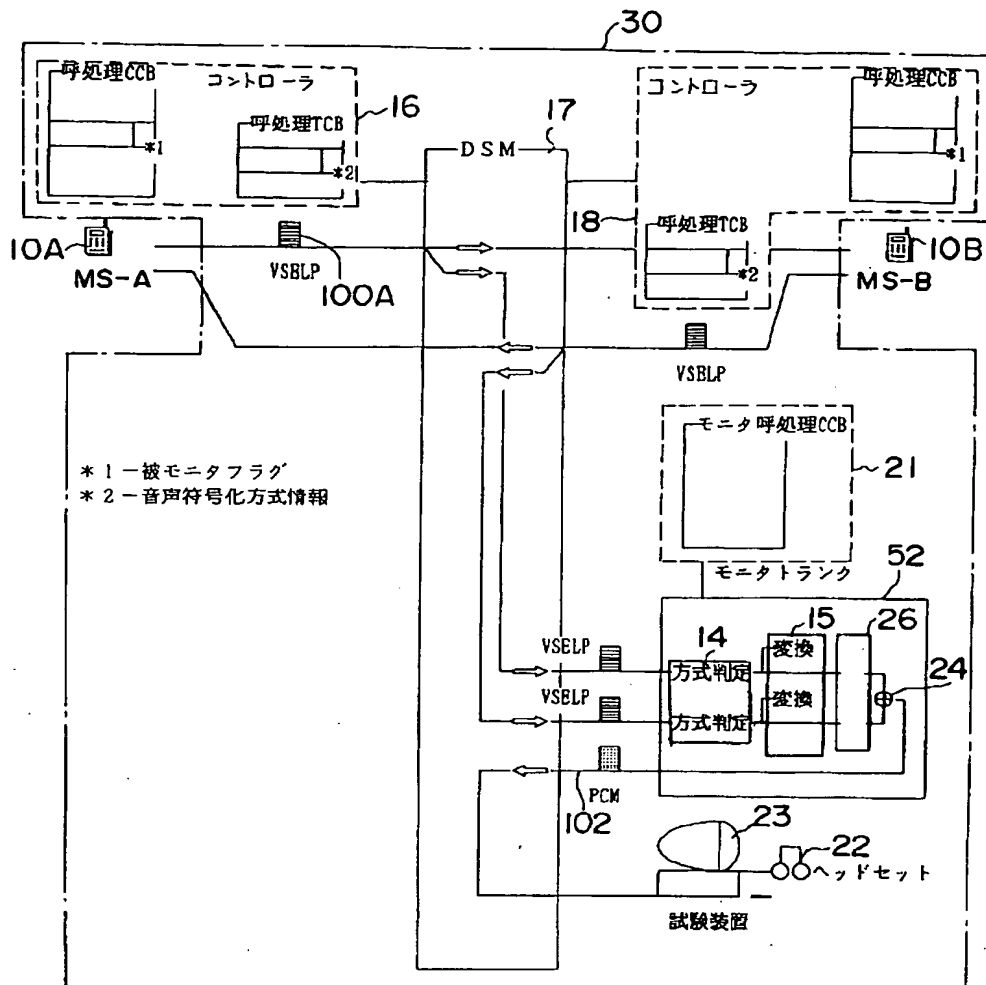 30
呼処理CCB
コントローラ
16
呼処理TCB
*1
*2
DSM
17
コントローラ
呼処理CCB
*1
18
呼処理TCB
*2
10A
MS-A
VSELP
100A
10B
MS-B
VSELP
*1-被モニタフラグ
*2-音声符号化方式情報
モニタ呼処理CCB
21
モニタトランク
52
VSELP
14
方式判定
15
変換
26
24
VSELP
方式判定
変換
PCM
102
23
22
ヘッドセット
試験装置